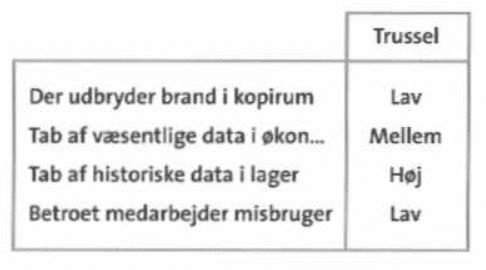 Trussel
Der udbryder brand i kopirum Lav
Tab af væsentlige data i økon... Mellem
Tab af historiske data i lager Høj
Betroet medarbejder misbruger Lav